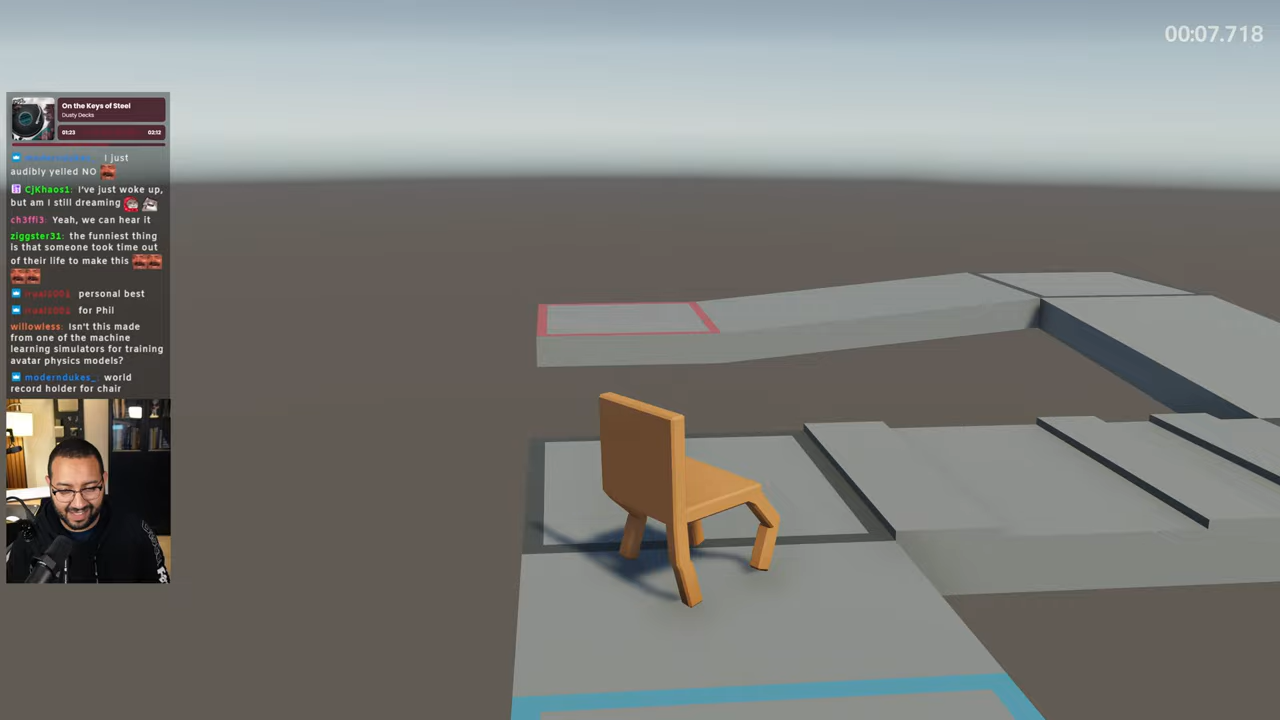 00:07.718
On the Keys of Steel
Dusty Decks
01:23 02:12
I just
audibly yelled NO
CjKhaos1: I've just woke up,
but am I still dreaming
ch3ffi3: Yeah, we can hear it
ziggster31: the funniest thing
is that someone took time out
of their life to make this
personal best
for Phil
willowless: Isn't this made
from one of the machine
learning simulators for training
avatar physics models?
moderndukes_: world
record holder for chair